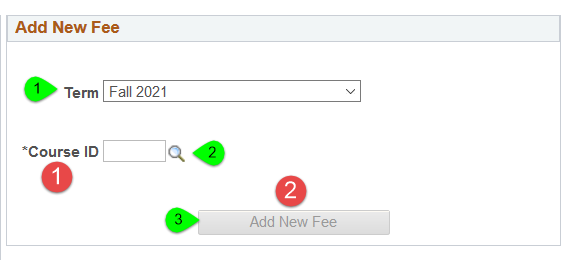 Add New Fee
1 Term Fall 2021
*Course ID 2
1 2
3 Add New Fee